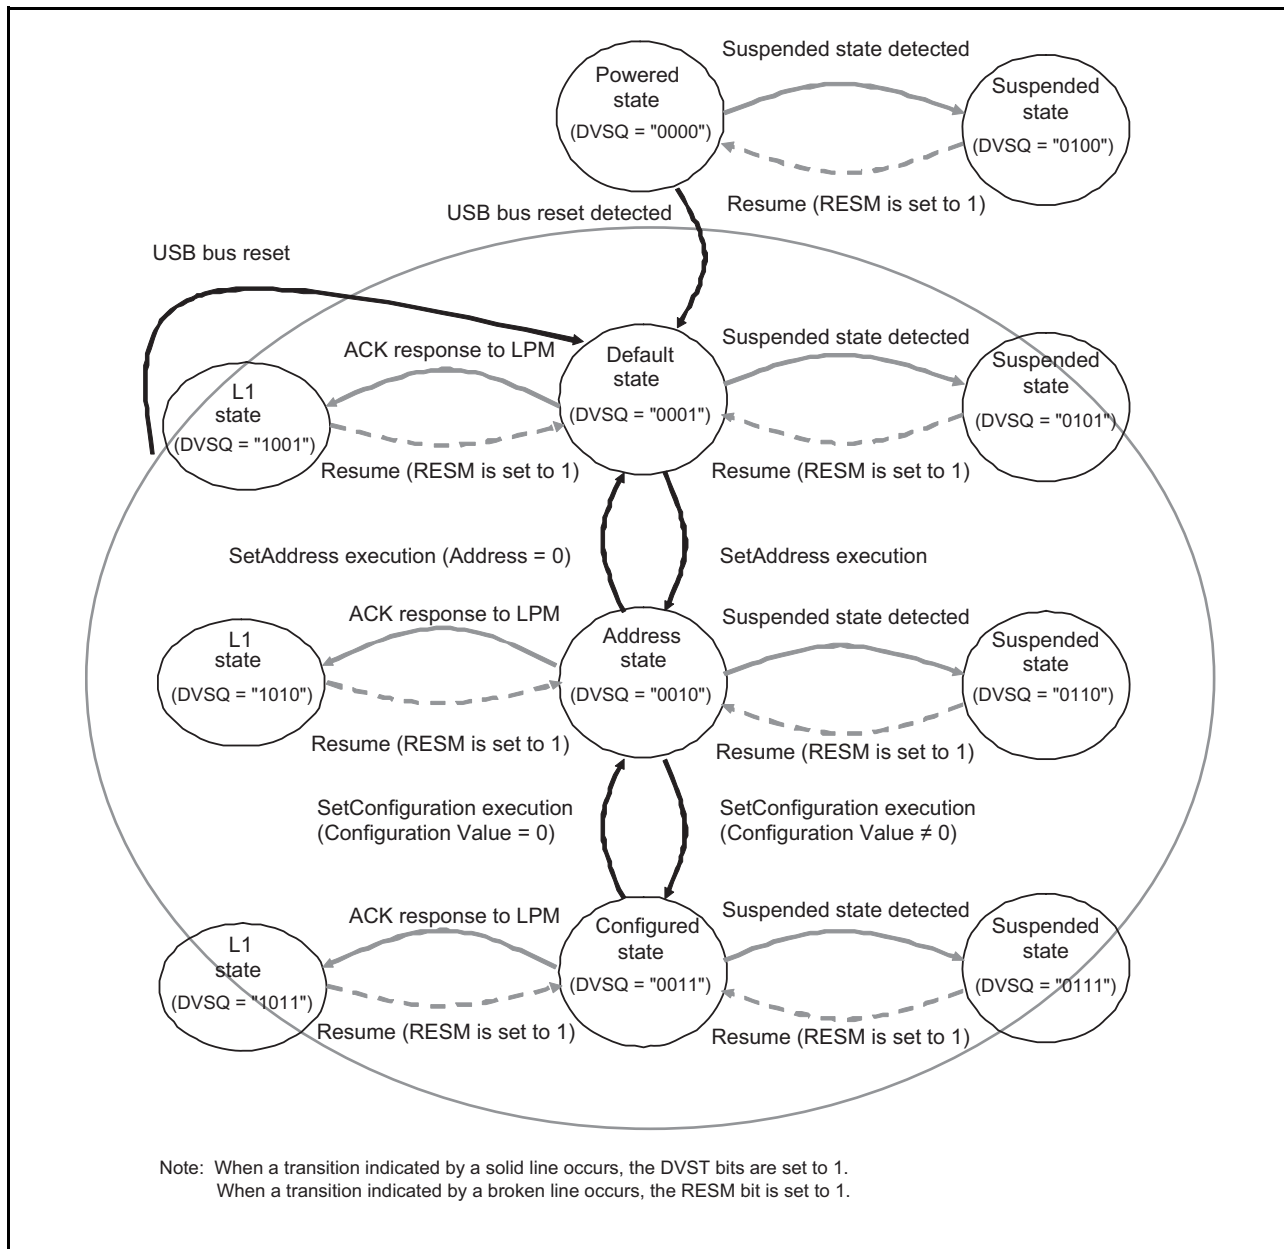 Suspended state detected
Powered
state
(DVSQ = "0000")
Suspended
state
(DVSQ = "0100")
Resume (RESM is set to 1)
USB bus reset detected
USB bus reset
ACK response to LPM
Default
state
(DVSQ = "0001")
Suspended state detected
Suspended
state
(DVSQ = "0101")
L1
state
(DVSQ = "1001")
Resume (RESM is set to 1)
Resume (RESM is set to 1)
SetAddress execution (Address = 0)
SetAddress execution
ACK response to LPM
Address
state
(DVSQ = "0010")
Suspended state detected
Suspended
state
(DVSQ = "0110")
L1
state
(DVSQ = "1010")
Resume (RESM is set to 1)
Resume (RESM is set to 1)
SetConfiguration execution
(Configuration Value = 0)
SetConfiguration execution
(Configuration Value ≠ 0)
ACK response to LPM
Configured
state
(DVSQ = "0011")
Suspended state detected
Suspended
state
(DVSQ = "0111")
L1
state
(DVSQ = "1011")
Resume (RESM is set to 1)
Resume (RESM is set to 1)
Note: When a transition indicated by a solid line occurs, the DVST bits are set to 1.
When a transition indicated by a broken line occurs, the RESM bit is set to 1.